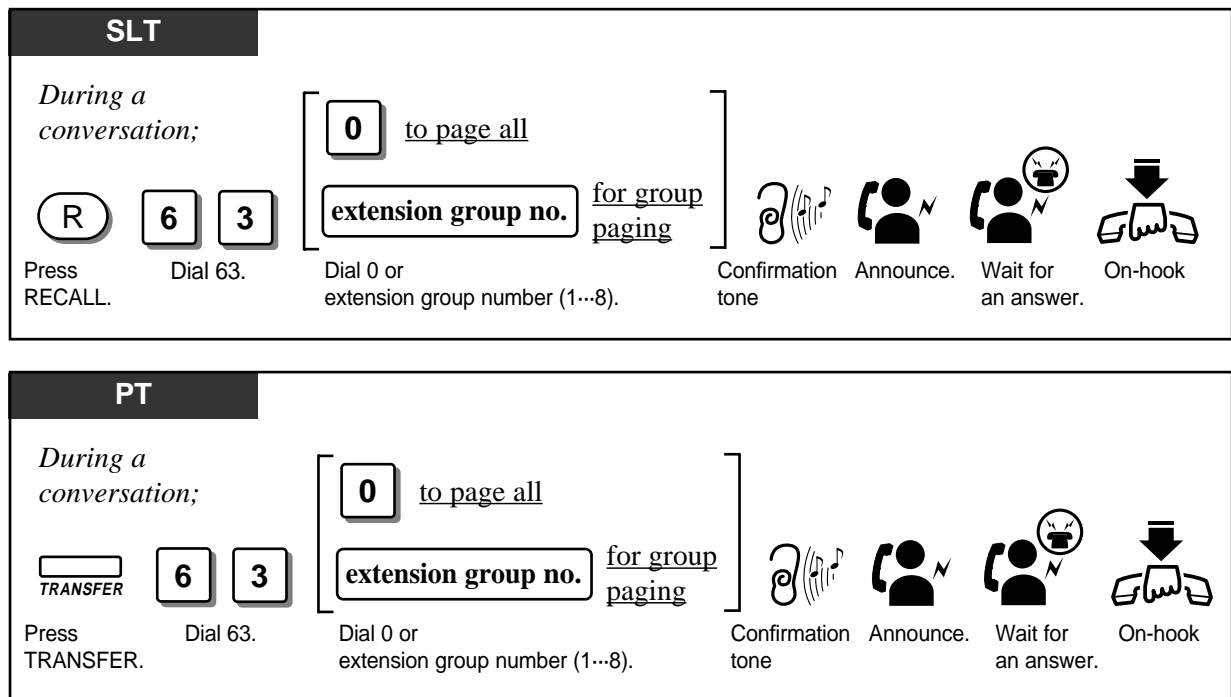 SLT
During a
conversation;
0 to page all
R 6 3 extension group no. for group
paging
Press
RECALL.
Dial 63.
Dial 0 or
extension group number (1···8).
Confirmation
tone
Announce.
Wait for
an answer.
On-hook
PT
During a
conversation;
0 to page all
TRANSFER 6 3 extension group no. for group
paging
Press
TRANSFER.
Dial 63.
Dial 0 or
extension group number (1···8).
Confirmation
tone
Announce.
Wait for
an answer.
On-hook